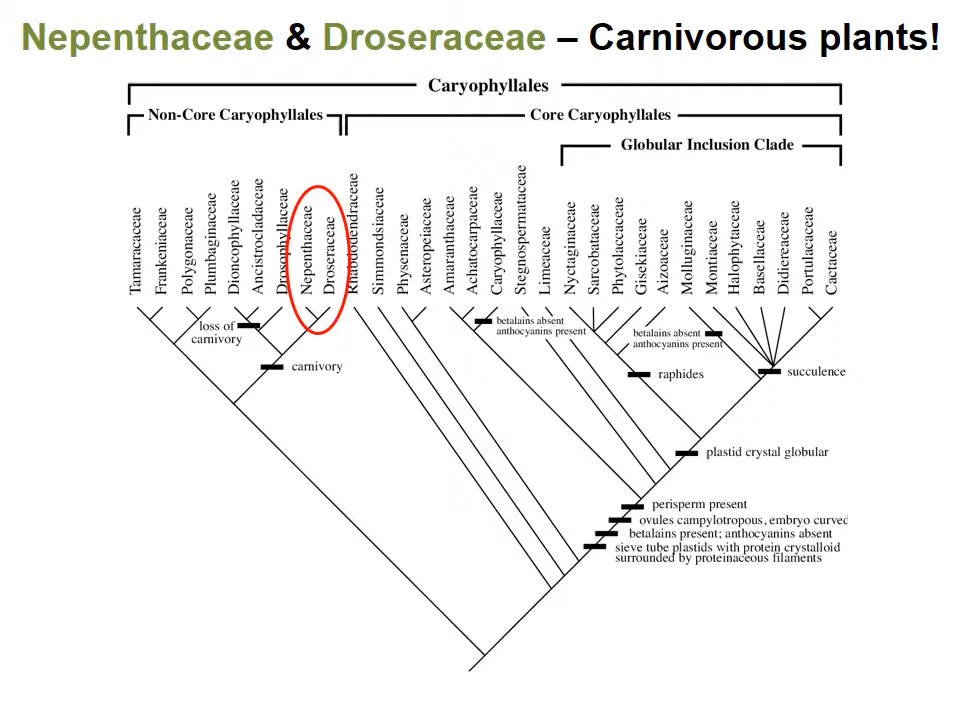 Nepenthaceae & Droseraceae – Carnivorous plants!
Caryophyllales
Non-Core Caryophyllales
Core Caryophyllales
Globular Inclusion Clade
Tamaracaceae
Frankeniaceae
Polygonaceae
Plumbaginaceae
Dioncophyllaceae
Ancistrocladaceae
Drosophyllaceae
Nepenthaceae
Droseraceae
Rhabdodendraceae
Simmondsiaceae
Physenaceae
Asteropeiaceae
Amaranthaceae
Achatocarpaceae
Caryophyllaceae
Stegnospermataceae
Limeaceae
Nyctaginaceae
Sarcobataceae
Phytolaccaceae
Gisekiaceae
Aizoaceae
Molluginaceae
Montiaceae
Halophytaceae
Basellaceae
Didiereaceae
Portulacaceae
Cactaceae
loss of
carnivory
carnivory
betalains absent
anthocyanins present
betalains absent
anthocyanins present
raphides
succulence
plastid crystal globular
perisperm present
ovules campylotropous, embryo curved
betalains present; anthocyanins absent
sieve tube plastids with protein crystalloid
surrounded by proteinaceous filaments